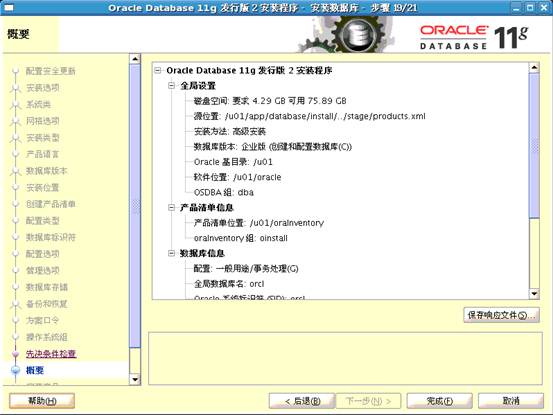 Oracle Database 11g 发行版 2 安装程序 - 安装数据库 - 步骤 19/21
概要
ORACLE
DATABASE 11g
配置安全更新
安装选项
系统类
网格选项
安装类型
产品语言
数据库版本
安装位置
创建产品清单
配置类型
数据库标识符
配置选项
管理选项
数据库存储
备份和恢复
方案口令
操作系统组
先决条件检查
概要
Oracle Database 11g 发行版 2 安装程序
全局设置
磁盘空间: 要求 4.29 GB 可用 75.89 GB
源位置: /u01/app/database/install/../stage/products.xml
安装方法: 高级安装
数据库版本: 企业版 (创建和配置数据库(C))
Oracle 基目录: /u01
软件位置: /u01/oracle
OSDBA 组: dba
产品清单信息
产品清单位置: /u01/oraInventory
oraInventory 组: oinstall
数据库信息
配置: 一般用途/事务处理(G)
全局数据库名: orcl
Oracle 系统标识符 (SID): orcl
保存响应文件(S)...
帮助(H)
< 后退(B)
下一步(N) >
完成(F)
取消